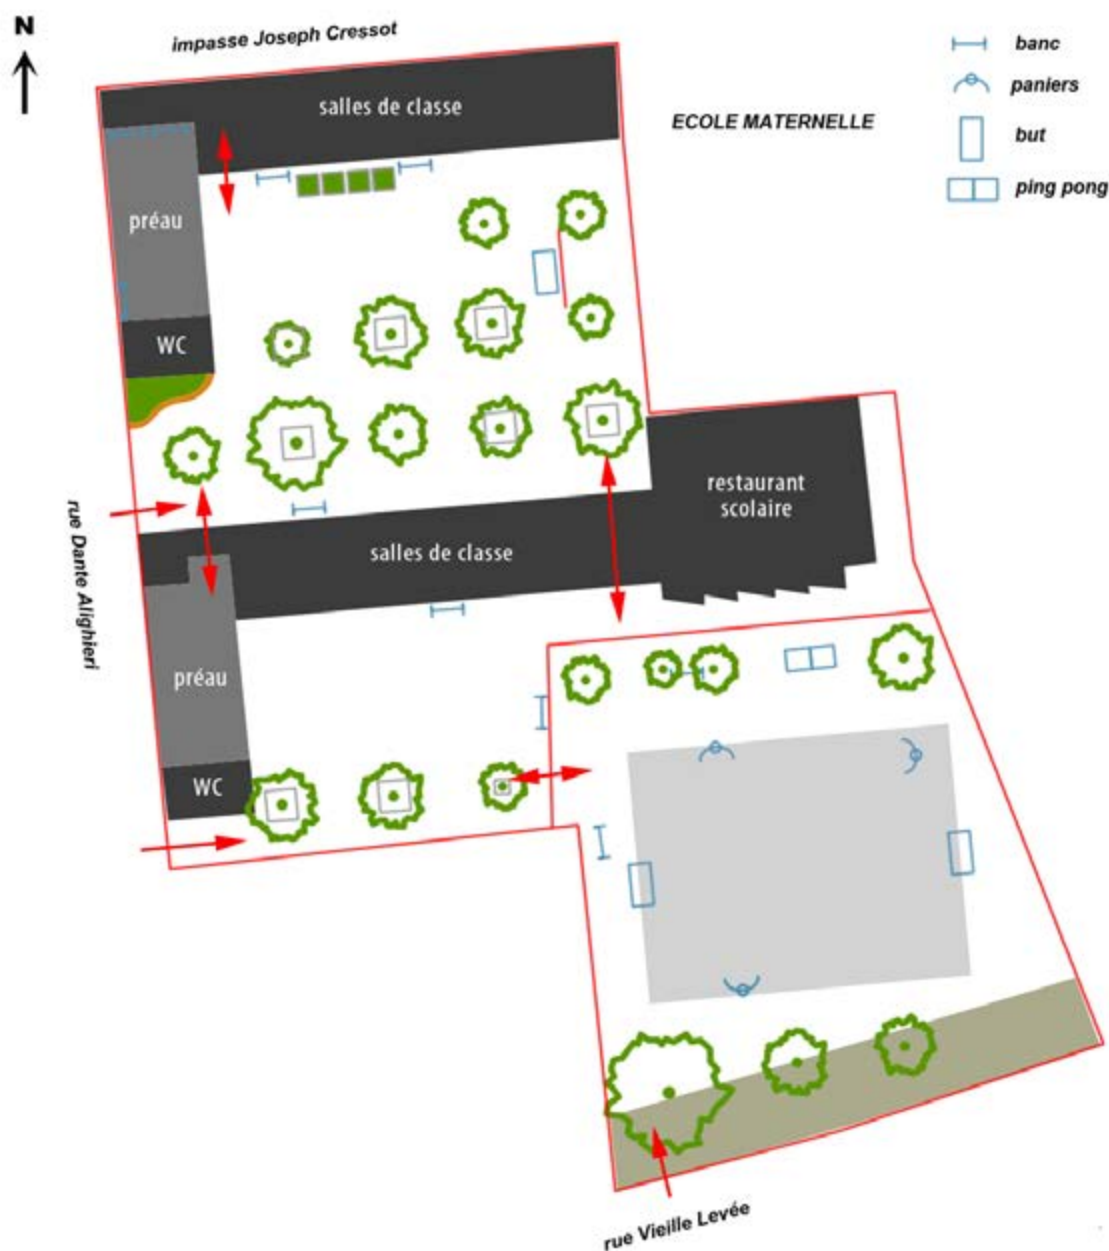 N
impasse Joseph Cressot
banc
paniers
but
ping pong
salles de classe
ECOLE MATERNELLE
préau
WC
restaurant
scolaire
rue Dante Alighieri
salles de classe
préau
WC
rue Vieille Levée